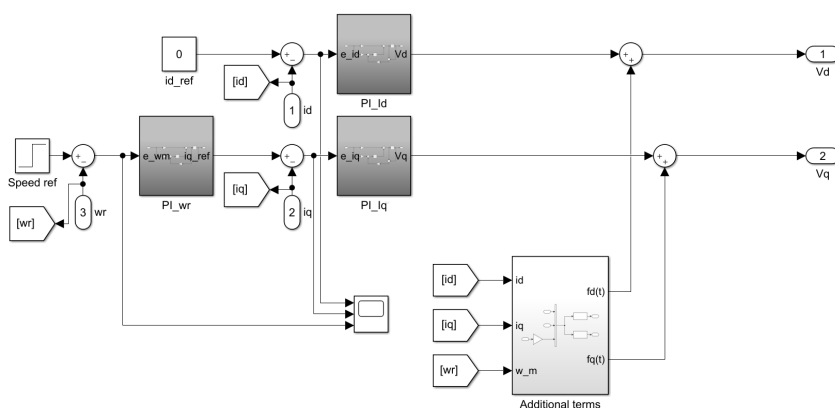 0
id_ref
+
−
[id]
1
id
e_id
Vd
PI_Id
+
+
1
Vd
Speed ref
+
−
[wr]
3
wr
e_wm
iq_ref
PI_wr
+
−
[iq]
2
iq
e_iq
Vq
PI_Iq
+
+
2
Vq
[id]
[iq]
[wr]
id
iq
w_m
fd(t)
fq(t)
Additional terms